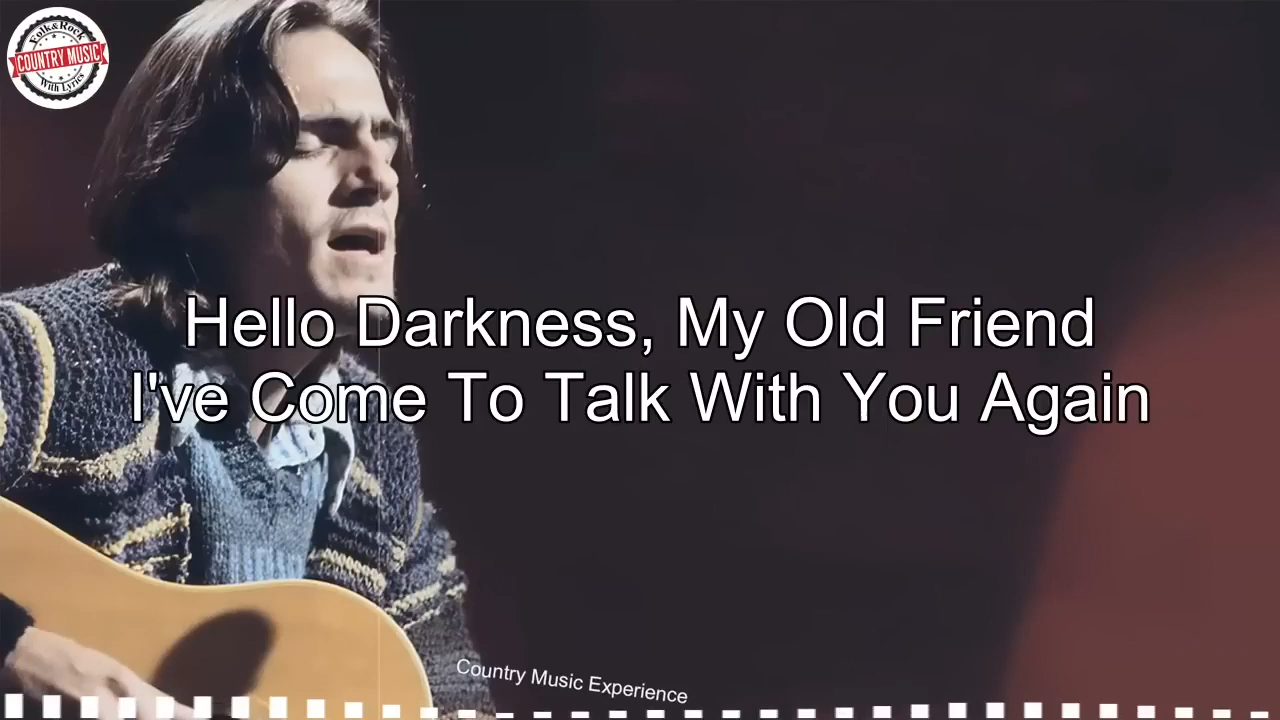 Folk&Rock
COUNTRY MUSIC
With Lyrics
Hello Darkness, My Old Friend
I've Come To Talk With You Again
Country Music Experience